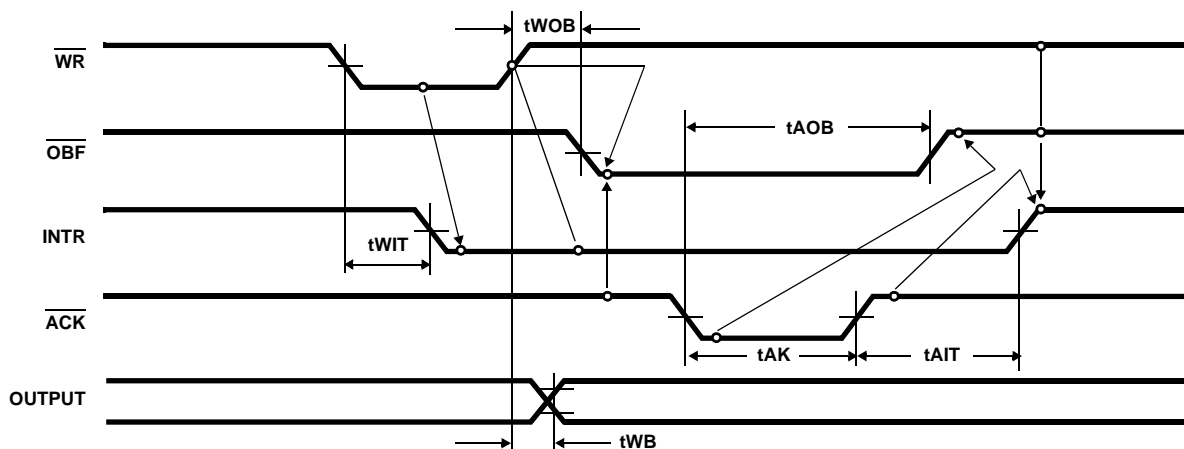 tWOB
WR
tAOB
OBF
INTR
tWIT
ACK
tAK
tAIT
OUTPUT
tWB